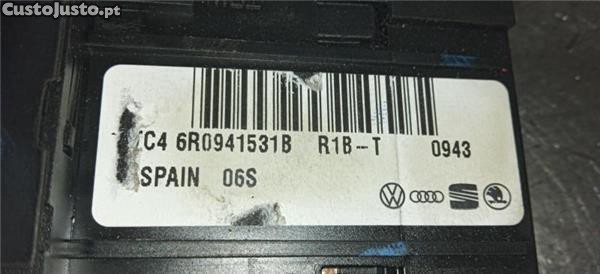 CustoJusto.pt
C4 6R0941531B R1B--T 0943
SPAIN 06S